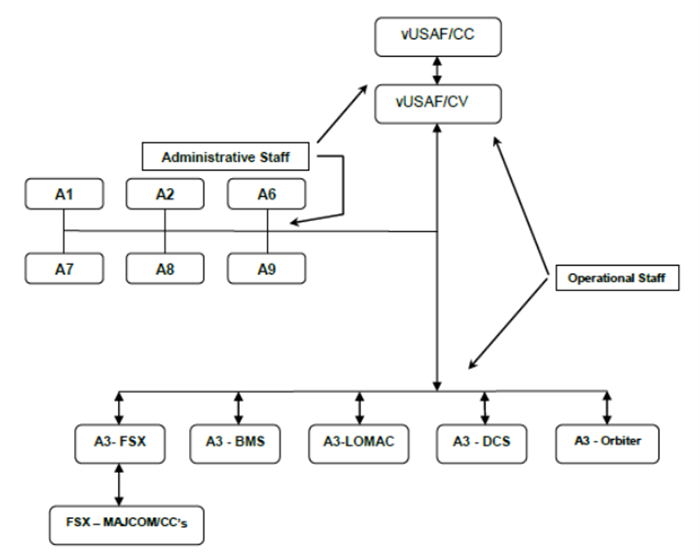 vUSAF/CC
vUSAF/CV
Administrative Staff
A1
A2
A6
A7
A8
A9
Operational Staff
A3- FSX
A3 - BMS
A3-LOMAC
A3 - DCS
A3 - Orbiter
FSX – MAJCOM/CC's